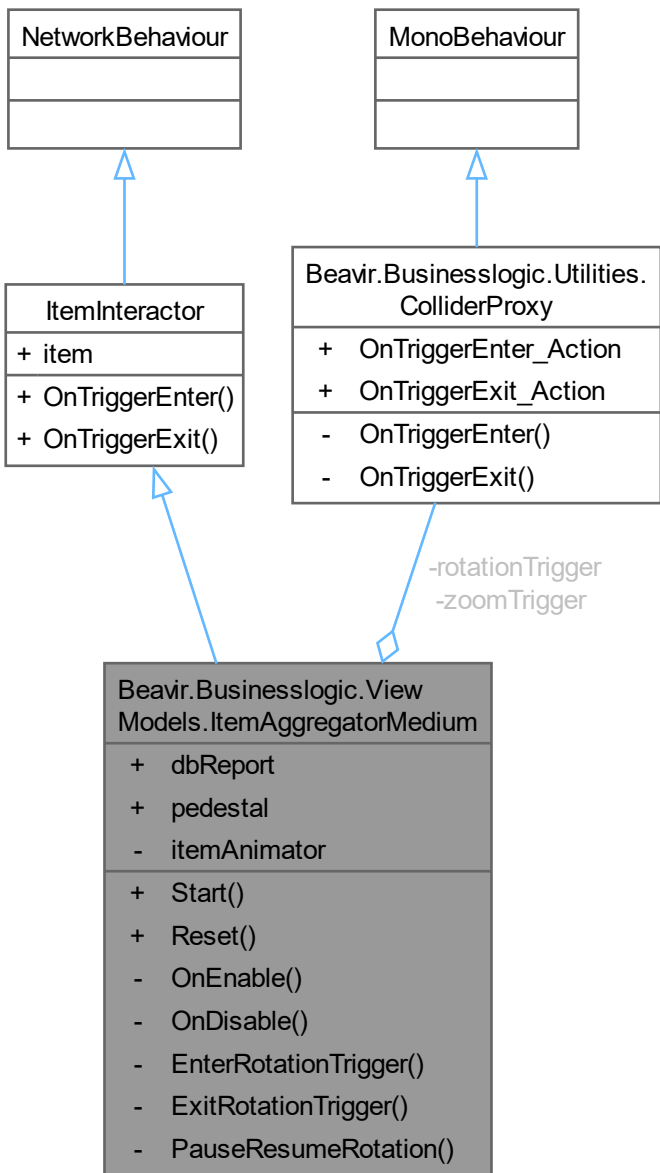 NetworkBehaviour
MonoBehaviour
ItemInteractor
+ item
+ OnTriggerEnter()
+ OnTriggerExit()
Beavir.Businesslogic.Utilities.
ColliderProxy
+ OnTriggerEnter_Action
+ OnTriggerExit_Action
- OnTriggerEnter()
- OnTriggerExit()
-rotationTrigger
-zoomTrigger
Beavir.Businesslogic.View
Models.ItemAggregatorMedium
+ dbReport
+ pedestal
- itemAnimator
+ Start()
+ Reset()
- OnEnable()
- OnDisable()
- EnterRotationTrigger()
- ExitRotationTrigger()
- PauseResumeRotation()